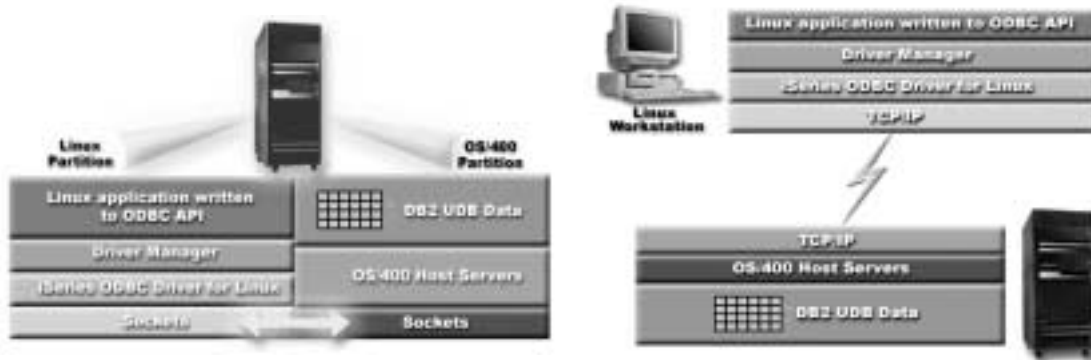 Linux
Partition
OS/400
Partition
Linux application written
to ODBC API
DB2 UDB Data
Driver Manager
OS/400 Host Servers
iSeries ODBC Driver for Linux
Sockets
Sockets
Linux
Workstation
Linux application written to ODBC API
Driver Manager
iSeries ODBC Driver for Linux
TCP/IP
TCP/IP
OS/400 Host Servers
DB2 UDB Data